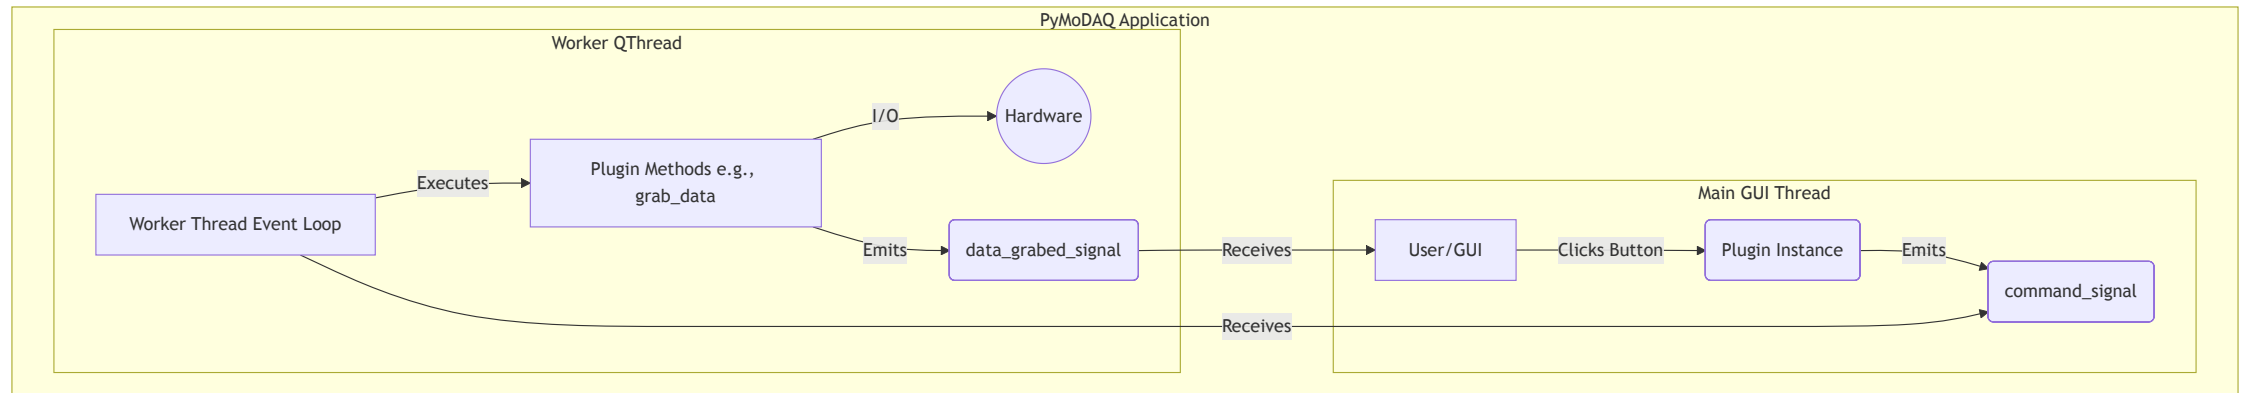 PyMoDAQ Application
Worker QThread
Hardware
I/O
Plugin Methods e.g.,
grab_data
Executes
Worker Thread Event Loop
Emits
data_grabed_signal
Receives
Main GUI Thread
User/GUI
Clicks Button
Plugin Instance
Emits
command_signal
Receives